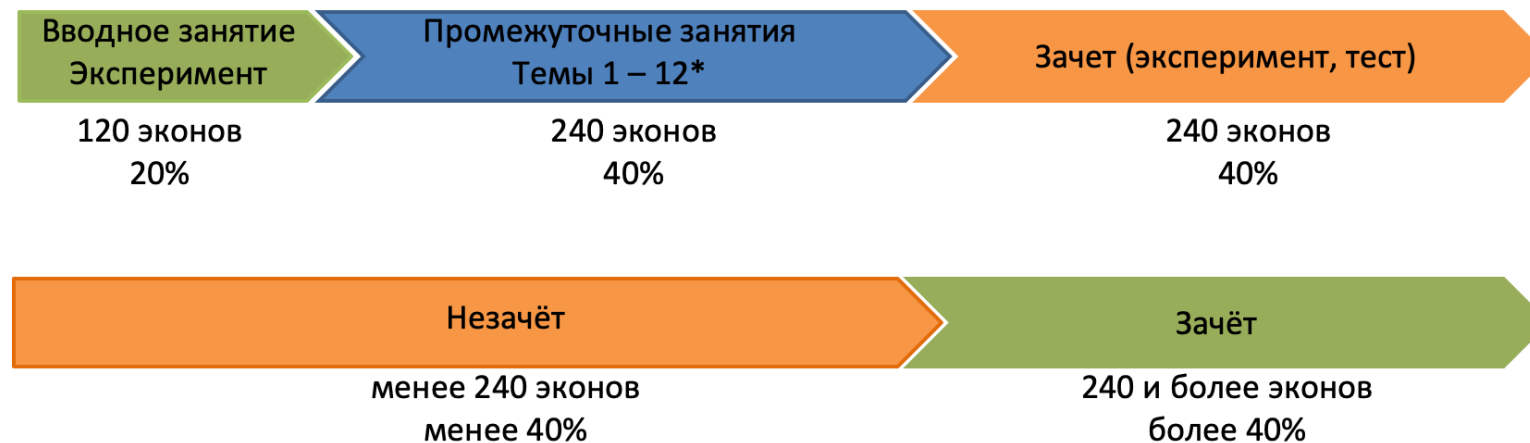 Вводное занятие
Эксперимент
Промежуточные занятия
Темы 1 – 12*
Зачет (эксперимент, тест)
120 эконов
20%
240 эконов
40%
240 эконов
40%
Незачёт
Зачёт
менее 240 эконов
менее 40%
240 и более эконов
более 40%